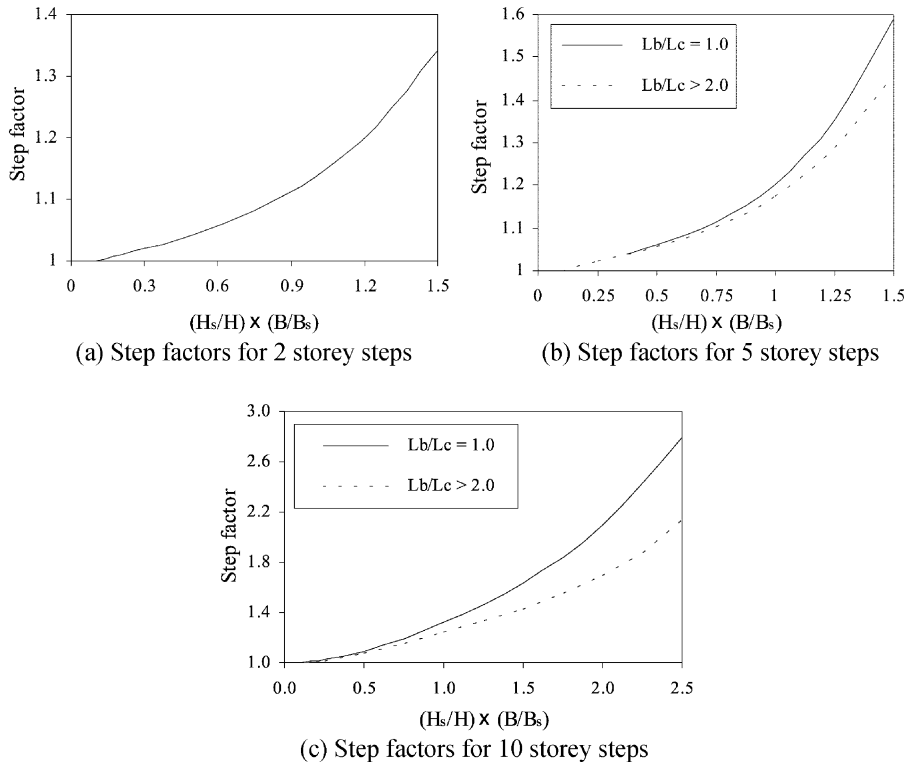 1.4
1.3
1.2
1.1
1
Step factor
0 0.3 0.6 0.9 1.2 1.5
(Hs/H) x (B/Bs)
(a) Step factors for 2 storey steps
1.6
1.4
1.4
1.2
1.1
1
Step factor
Lb/Lc = 1.0
Lb/Lc > 2.0
0 0.25 0.5 0.75 1 1.25 1.5
(Hs/H) x (B/Bs)
(b) Step factors for 5 storey steps
3.0
2.6
2.2
1.8
1.4
1.0
Step factor
Lb/Lc = 1.0
Lb/Lc > 2.0
0.0 0.5 1.0 1.5 2.0 2.5
(Hs/H) x (B/Bs)
(c) Step factors for 10 storey steps